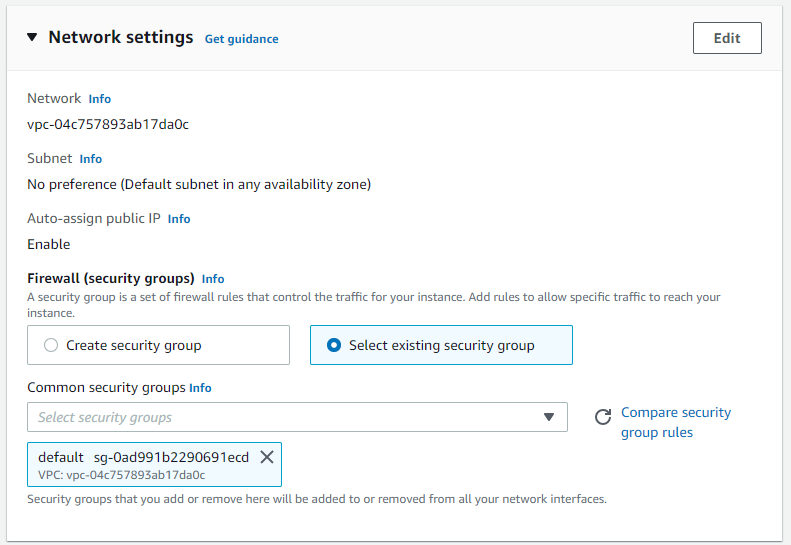 Network settings Get guidance
Edit
Network Info
vpc-04c757893ab17da0c
Subnet Info
No preference (Default subnet in any availability zone)
Auto-assign public IP Info
Enable
Firewall (security groups) Info
A security group is a set of firewall rules that control the traffic for your instance. Add rules to allow specific traffic to reach your
instance.
Create security group
Select existing security group
Common security groups Info
Select security groups
Compare security
group rules
default sg-0ad991b2290691ecd
VPC: vpc-04c757893ab17da0c
Security groups that you add or remove here will be added to or removed from all your network interfaces.